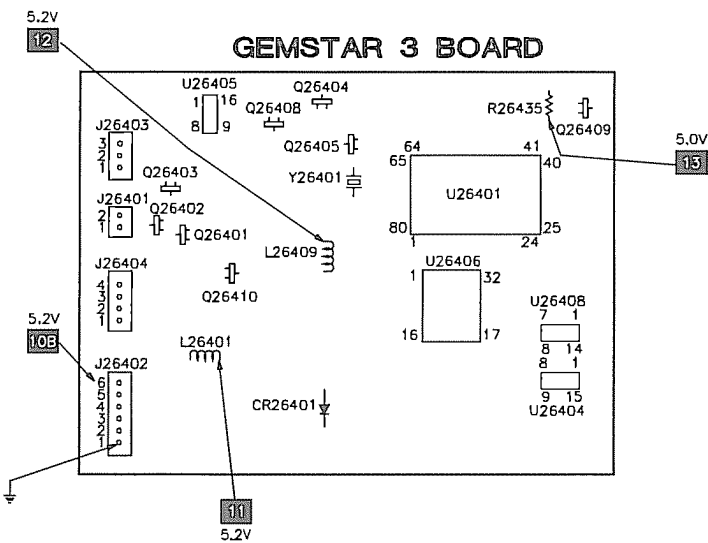 5.2V
12
GEMSTAR 3 BOARD
U26405
1 16
8 9
Q26404
Q26408
R26435
Q26409
5.0V
13
J26403
3
2
1
Q26405
64 41
65 40
U26401
80 25
1 24
Y26401
Q26403
J26401
2
1
Q26402
Q26401
L26409
U26406
1 32
16 17
J26404
4
3
2
1
Q26410
U26408
7 1
8 14
5.2V
10B
L26401
J26402
6
5
4
3
2
1
8 1
9 15
U26404
CR26401
11
5.2V